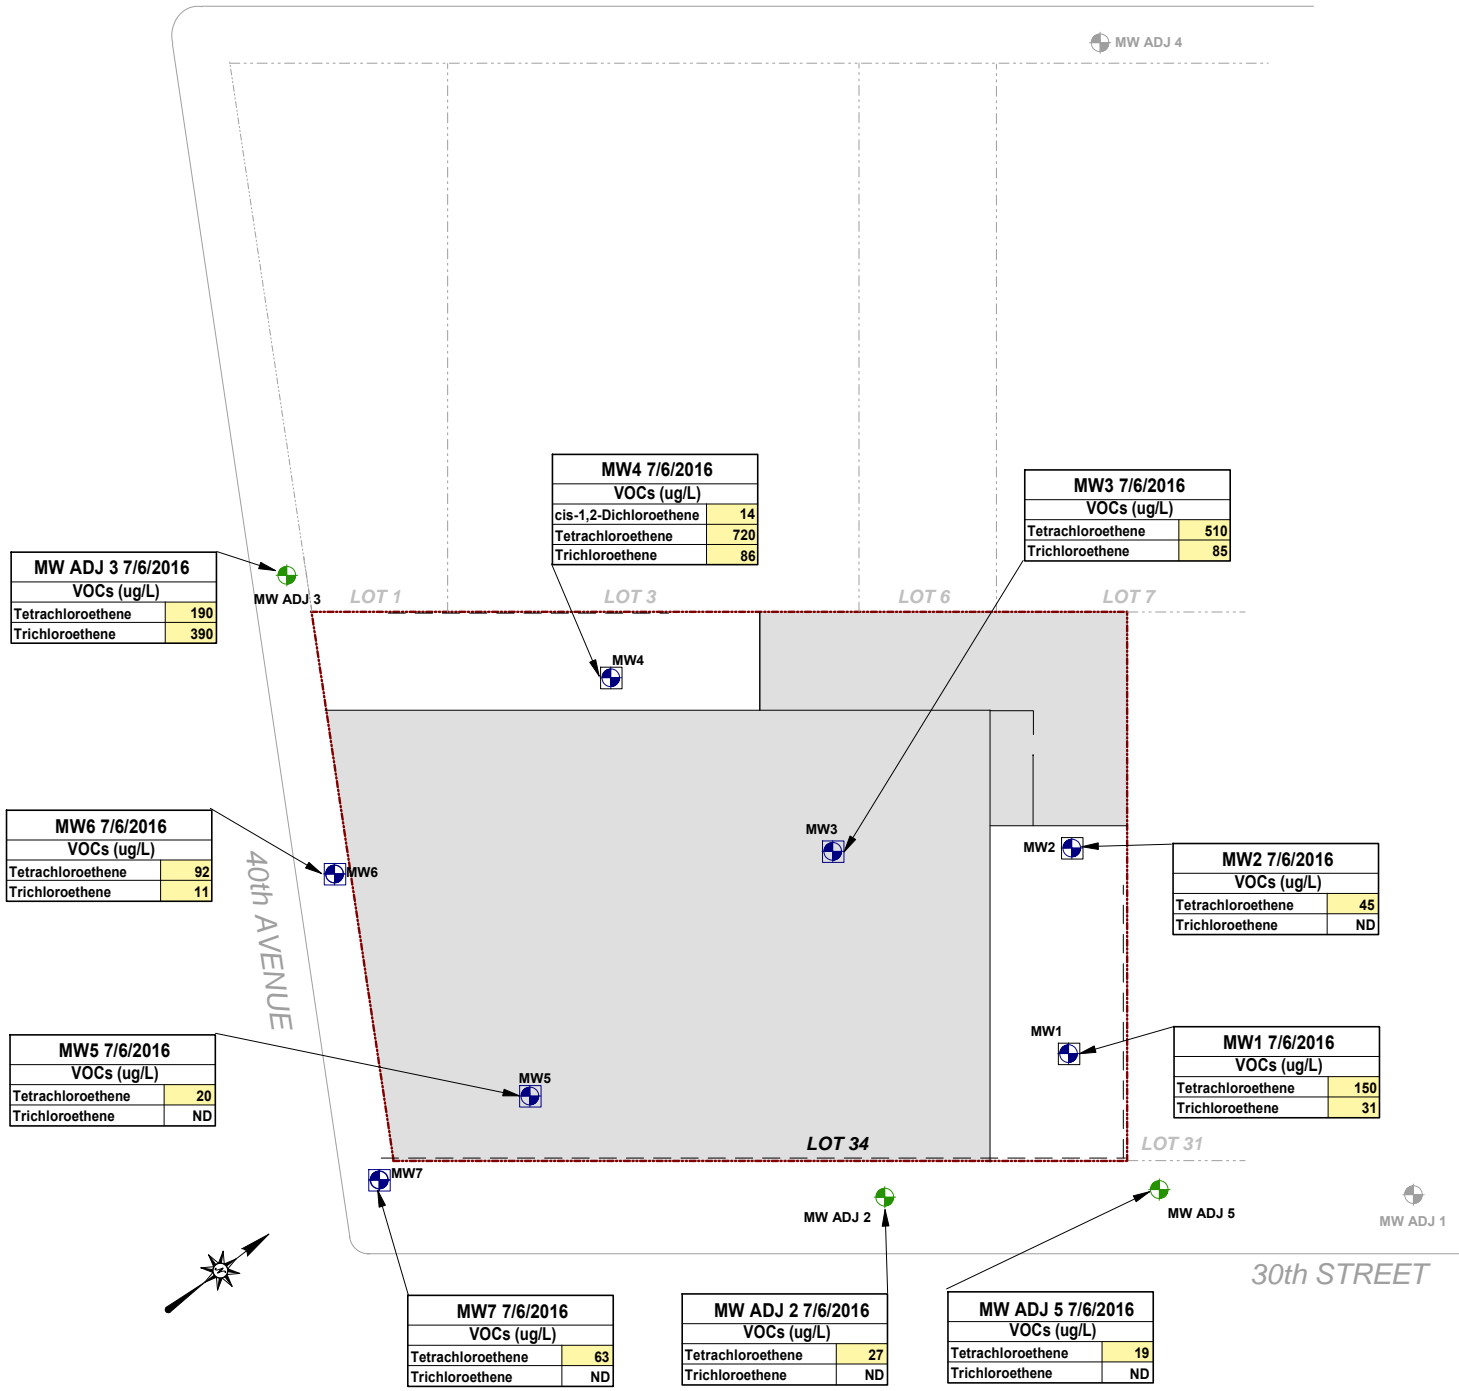 MW ADJ 4
MW4 7/6/2016
VOCs (ug/L)
cis-1,2-Dichloroethene 14
Tetrachloroethene 720
Trichloroethene 86
MW3 7/6/2016
VOCs (ug/L)
Tetrachloroethene 510
Trichloroethene 85
MW ADJ 3 7/6/2016
VOCs (ug/L)
Tetrachloroethene 190
Trichloroethene 390
MW ADJ 3
LOT 1
LOT 3
LOT 6
LOT 7
MW4
MW6 7/6/2016
VOCs (ug/L)
Tetrachloroethene 92
Trichloroethene 11
MW6
MW3
MW2
MW2 7/6/2016
VOCs (ug/L)
Tetrachloroethene 45
Trichloroethene ND
40th AVENUE
MW5 7/6/2016
VOCs (ug/L)
Tetrachloroethene 20
Trichloroethene ND
MW5
MW1
MW1 7/6/2016
VOCs (ug/L)
Tetrachloroethene 150
Trichloroethene 31
LOT 34
LOT 31
MW7
MW ADJ 2
MW ADJ 5
MW ADJ 1
30th STREET
MW7 7/6/2016
VOCs (ug/L)
Tetrachloroethene 63
Trichloroethene ND
MW ADJ 2 7/6/2016
VOCs (ug/L)
Tetrachloroethene 27
Trichloroethene ND
MW ADJ 5 7/6/2016
VOCs (ug/L)
Tetrachloroethene 19
Trichloroethene ND